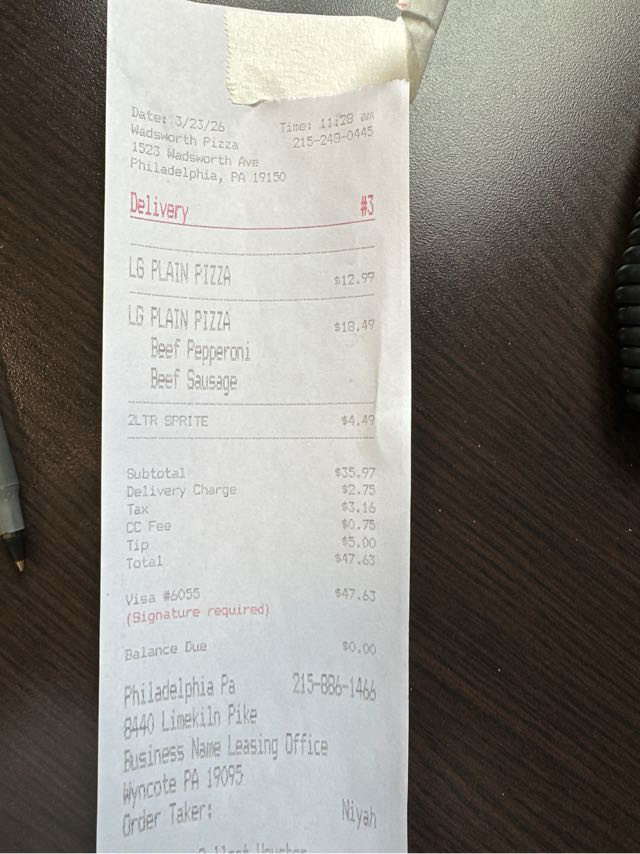 Date: 3/23/26 Time: 11:28 am
Wadsworth Pizza 215-249-0445
1523 Wadsworth Ave
Philadelphia, PA 19150
Delivery #3
LG PLAIN PIZZA $12.99
LG PLAIN PIZZA $18.49
Beef Pepperoni
Beef Sausage
2LTR SPRITE $4.49
Subtotal $35.97
Delivery Charge $2.75
Tax $3.16
CC Fee $0.75
Tip $5.00
Total $47.63
Visa #6055 $47.63
(Signature required)
Balance Due $0.00
Philadelphia Pa 215-886-1466
8440 Limekiln Pike
Business Name Leasing Office
Wyncote PA 19095
Order Taker: Niyah